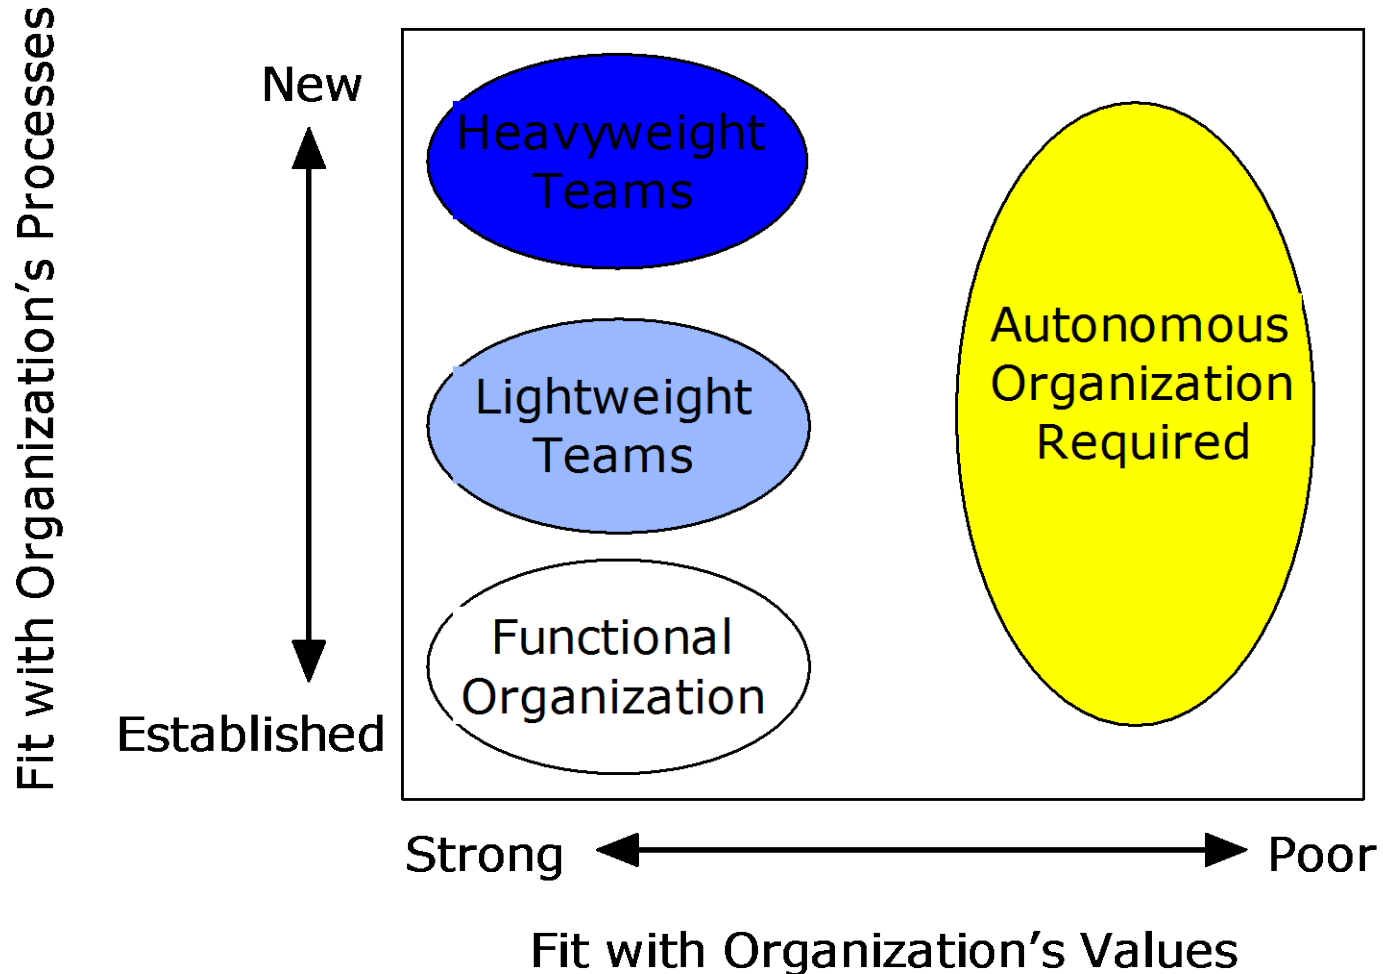 Fit with Organization's Processes
New
Established
Heavyweight
Teams
Lightweight
Teams
Functional
Organization
Autonomous
Organization
Required
Strong
Poor
Fit with Organization's Values